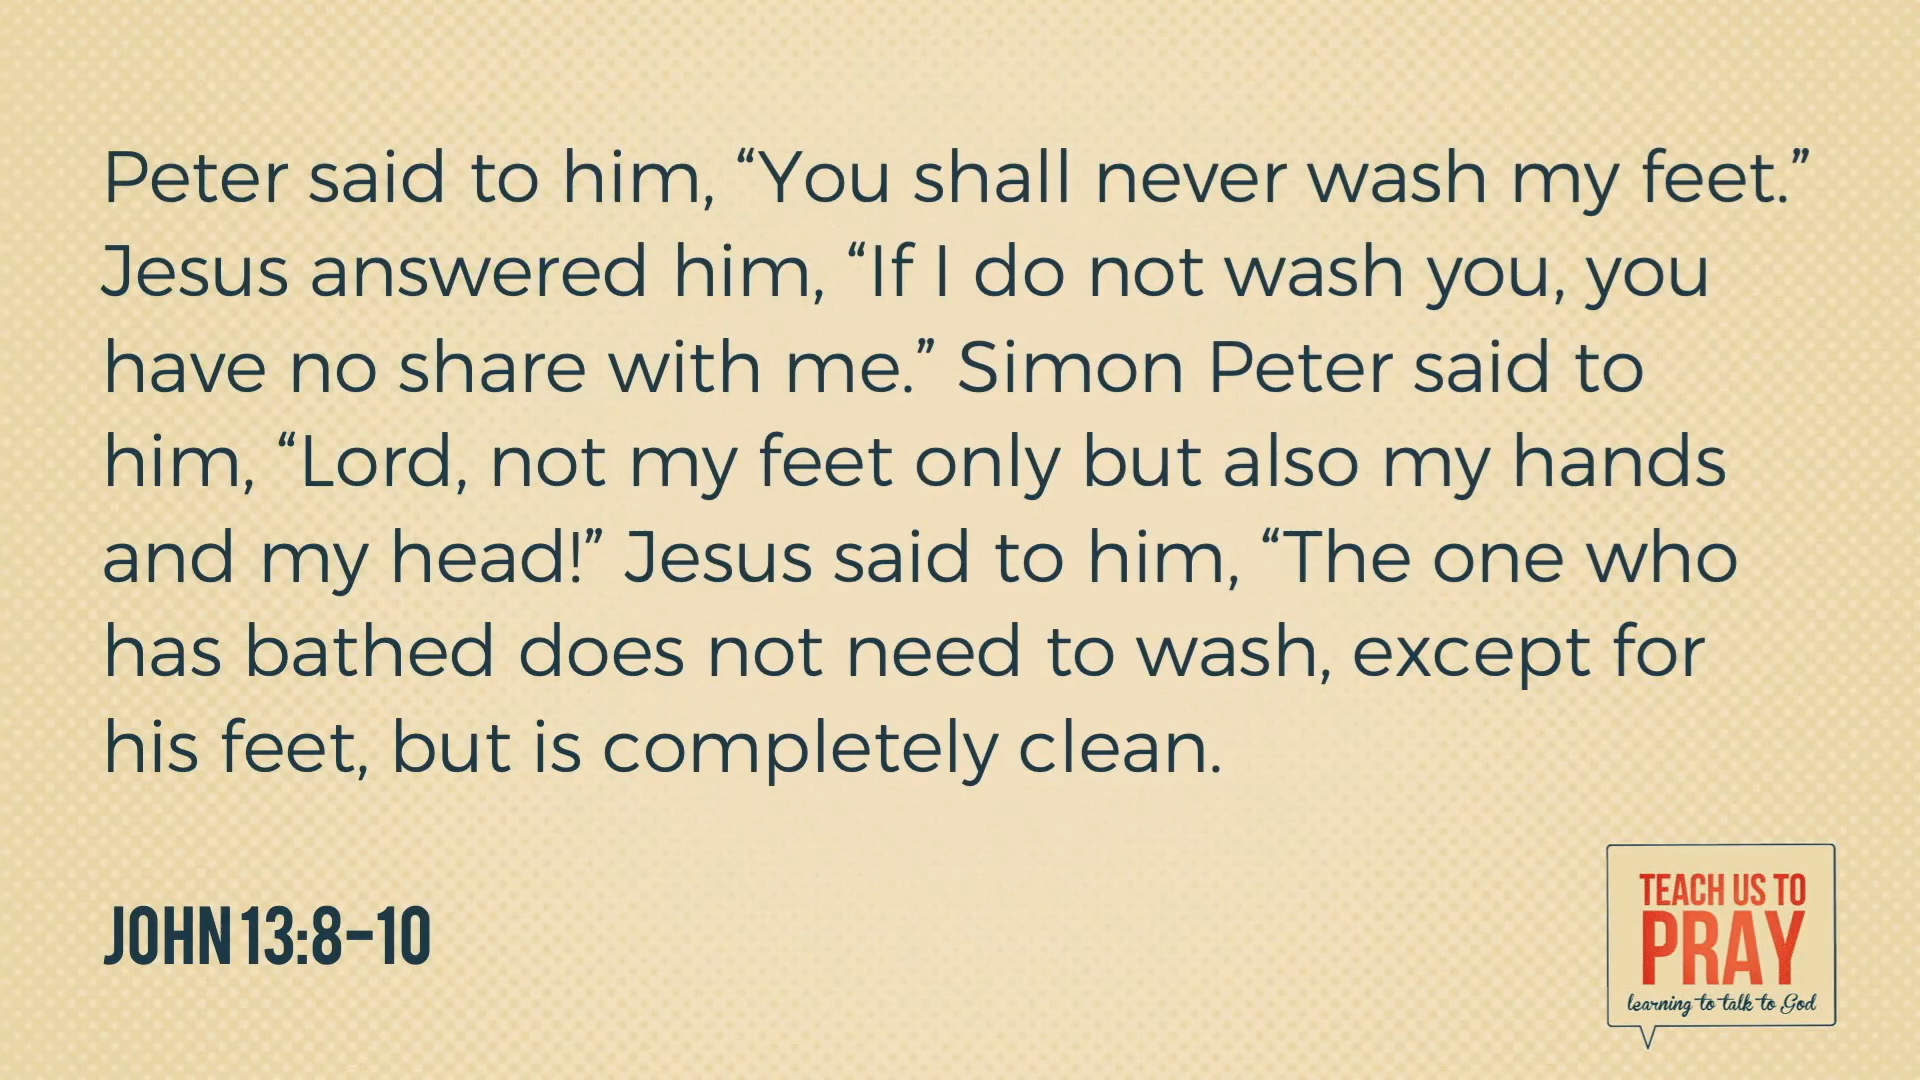 Peter said to him, “You shall never wash my feet.”
Jesus answered him, “If I do not wash you, you
have no share with me.” Simon Peter said to
him, “Lord, not my feet only but also my hands
and my head!” Jesus said to him, “The one who
has bathed does not need to wash, except for
his feet, but is completely clean.
JOHN 13:8–10
TEACH US TO
PRAY
learning to talk to God